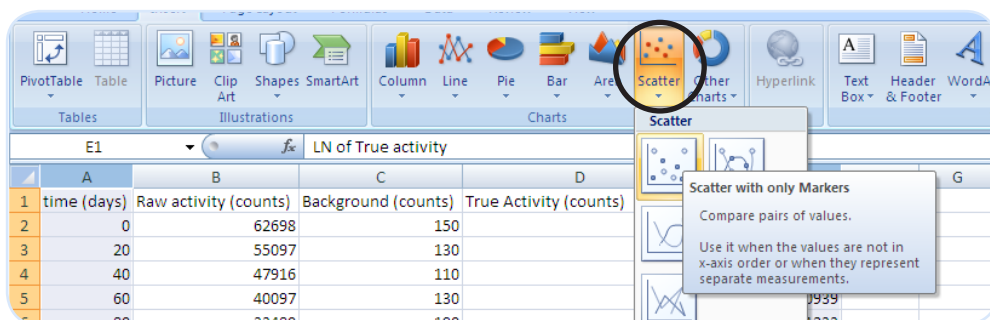 PivotTable Table Picture Clip Art Shapes SmartArt Column Line Pie Bar Scatter Other Charts Hyperlink Text Box Header & Footer
Tables Illustrations Charts
Scatter
E1 fx LN of True activity
A B C D G
1 time (days) Raw activity (counts) Background (counts) True Activity (counts)
2 0 62698 150
3 20 55097 130
4 40 47916 110
5 60 40097 130
Scatter with only Markers
Compare pairs of values.
Use it when the values are not in
x-axis order or when they represent
separate measurements.